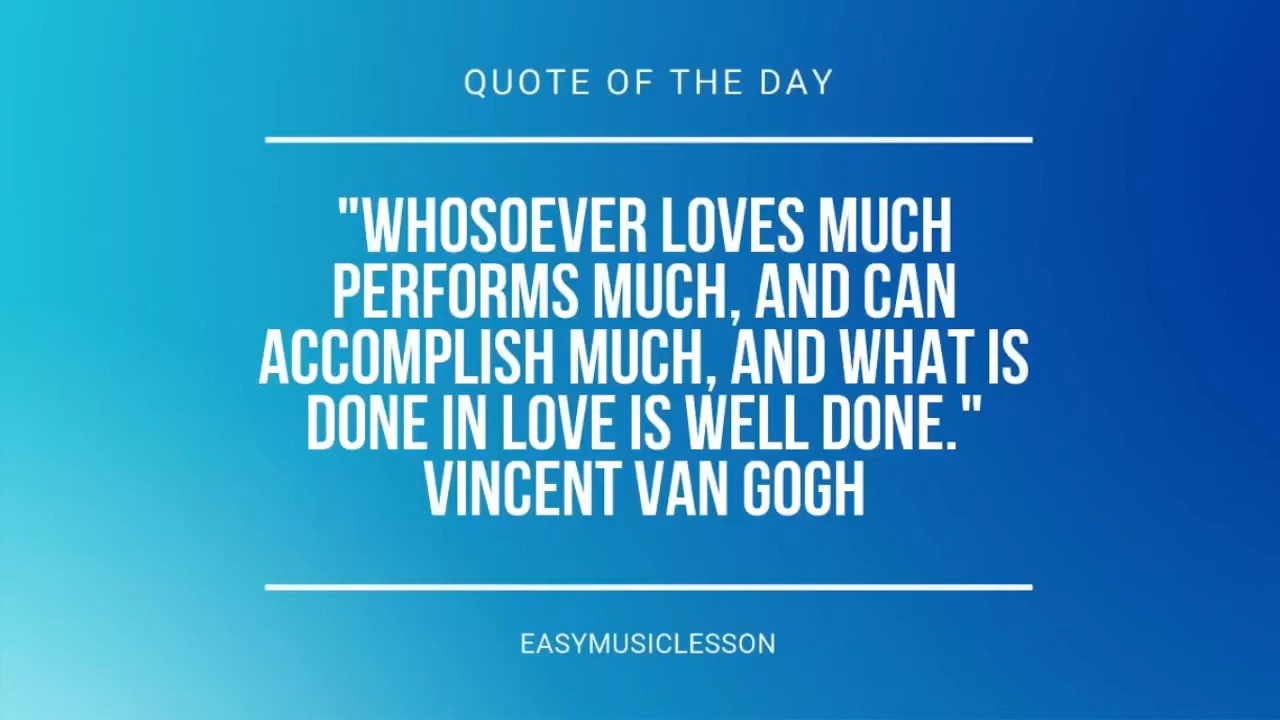 QUOTE OF THE DAY
"WHOSOEVER LOVES MUCH
PERFORMS MUCH, AND CAN
ACCOMPLISH MUCH, AND WHAT IS
DONE IN LOVE IS WELL DONE."
VINCENT VAN GOGH
EASYMUSICLESSON